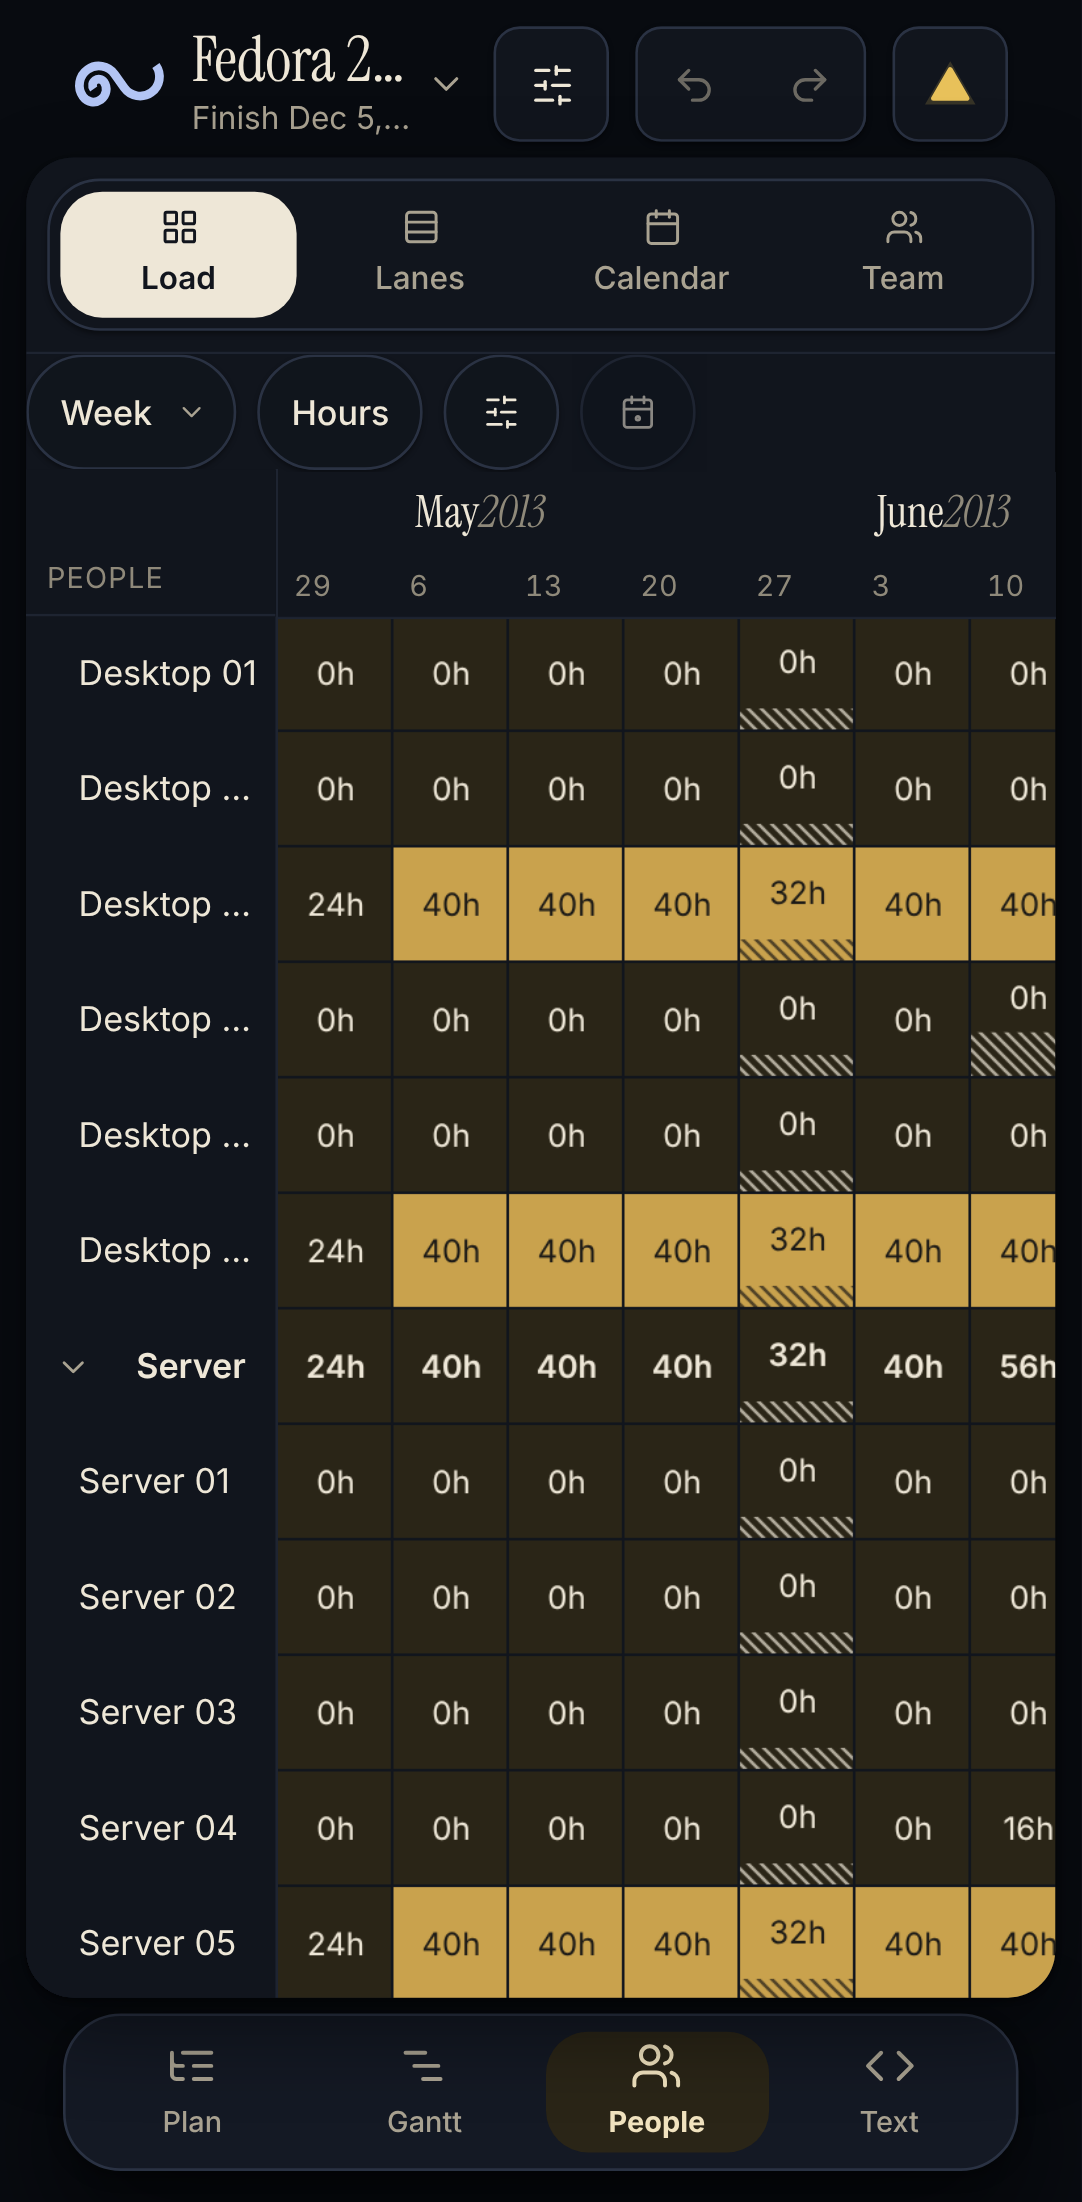 Fedora 2...
Finish Dec 5,...
Load Lanes Calendar Team
Week Hours
May2013 June2013
PEOPLE 29 6 13 20 27 3 10
Desktop 01 0h 0h 0h 0h 0h 0h 0h
Desktop ... 0h 0h 0h 0h 0h 0h 0h
Desktop ... 24h 40h 40h 40h 32h 40h 40h
Desktop ... 0h 0h 0h 0h 0h 0h 0h
Desktop ... 0h 0h 0h 0h 0h 0h 0h
Desktop ... 24h 40h 40h 40h 32h 40h 40h
Server 24h 40h 40h 40h 32h 40h 56h
Server 01 0h 0h 0h 0h 0h 0h 0h
Server 02 0h 0h 0h 0h 0h 0h 0h
Server 03 0h 0h 0h 0h 0h 0h 0h
Server 04 0h 0h 0h 0h 0h 0h 16h
Server 05 24h 40h 40h 40h 32h 40h 40h
Plan Gantt People Text